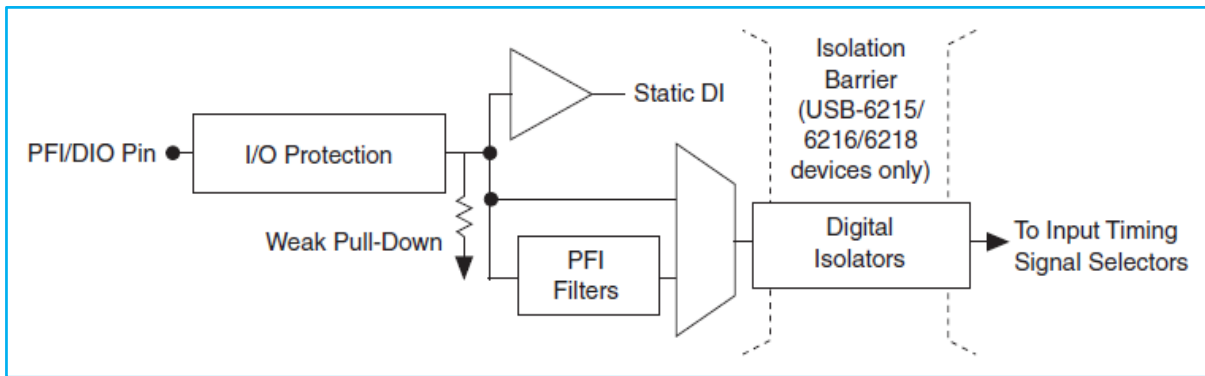 PFI/DIO Pin
I/O Protection
Weak Pull-Down
Static DI
PFI
Filters
Isolation
Barrier
(USB-6215/
6216/6218
devices only)
Digital
Isolators
To Input Timing
Signal Selectors